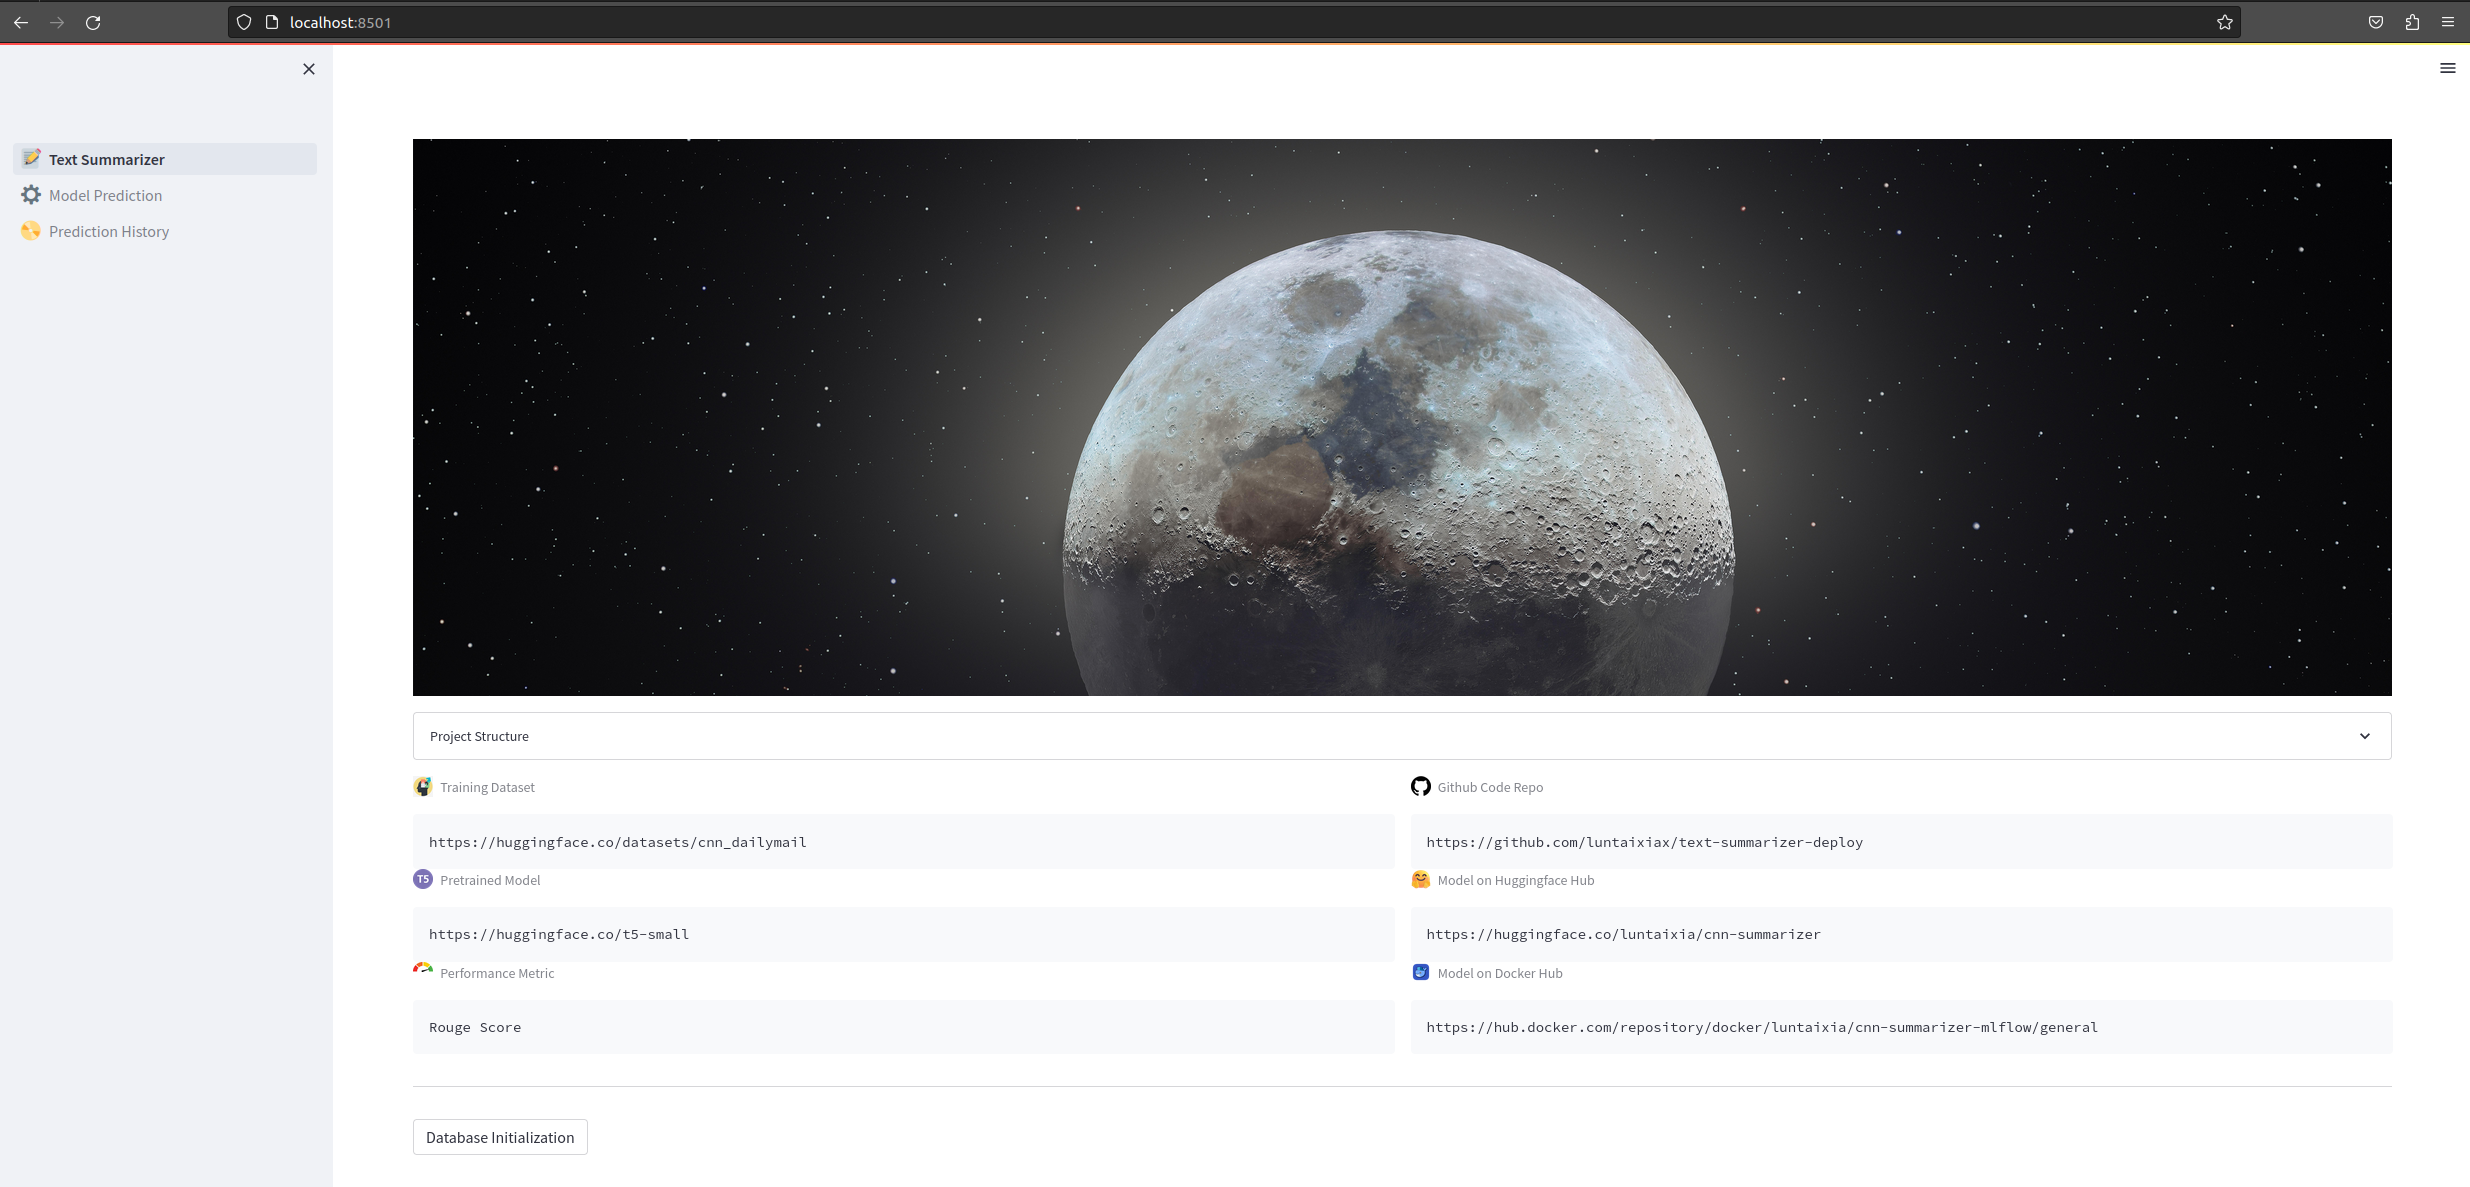 localhost:8501
Text Summarizer
Model Prediction
Prediction History
Project Structure
Training Dataset
https://huggingface.co/datasets/cnn_dailymail
T5 Pretrained Model
https://huggingface.co/t5-small
Performance Metric
Rouge Score
Github Code Repo
https://github.com/luntaixiax/text-summarizer-deploy
Model on Huggingface Hub
https://huggingface.co/luntaixia/cnn-summarizer
Model on Docker Hub
https://hub.docker.com/repository/docker/luntaixia/cnn-summarizer-mlflow/general
Database Initialization